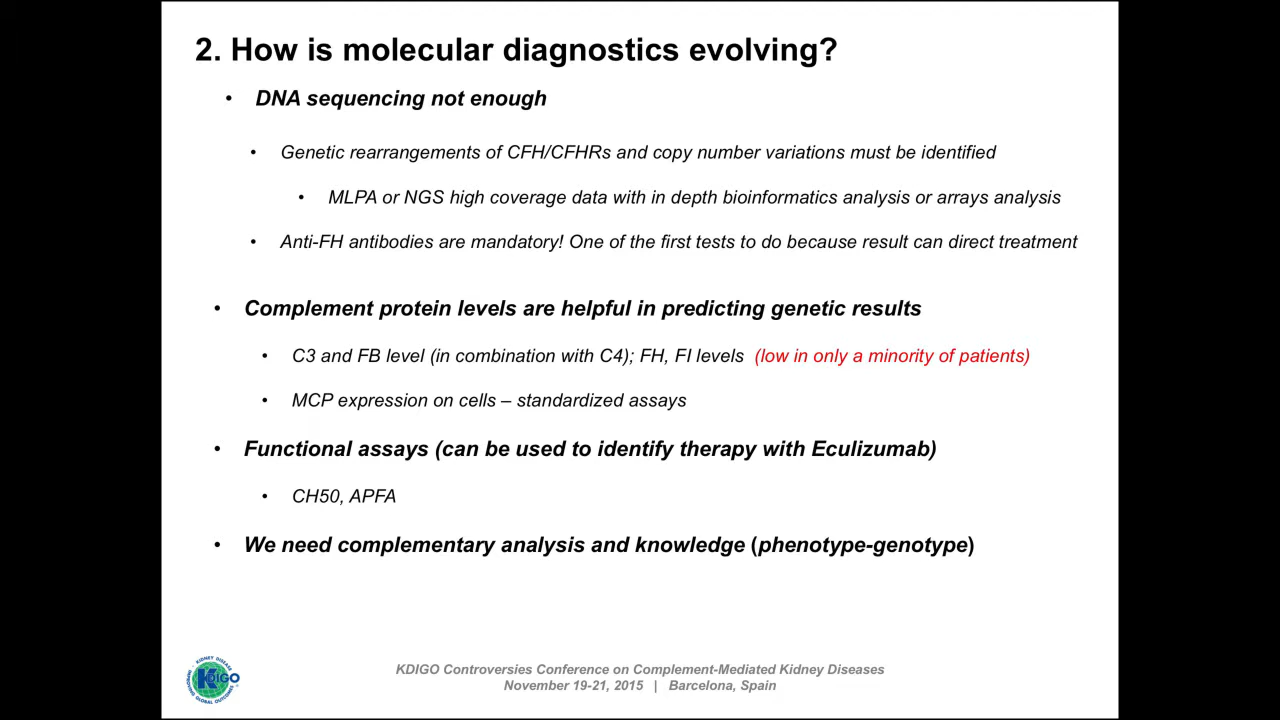 2. How is molecular diagnostics evolving?
• DNA sequencing not enough
• Genetic rearrangements of CFH/CFHRs and copy number variations must be identified
• MLPA or NGS high coverage data with in depth bioinformatics analysis or arrays analysis
• Anti-FH antibodies are mandatory! One of the first tests to do because result can direct treatment
• Complement protein levels are helpful in predicting genetic results
• C3 and FB level (in combination with C4); FH, FI levels (low in only a minority of patients)
• MCP expression on cells – standardized assays
• Functional assays (can be used to identify therapy with Eculizumab)
• CH50, APFA
• We need complementary analysis and knowledge (phenotype-genotype)
KIDNEY DISEASE
KDIGO
IMPROVING GLOBAL OUTCOMES
KDIGO Controversies Conference on Complement-Mediated Kidney Diseases
November 19-21, 2015 | Barcelona, Spain